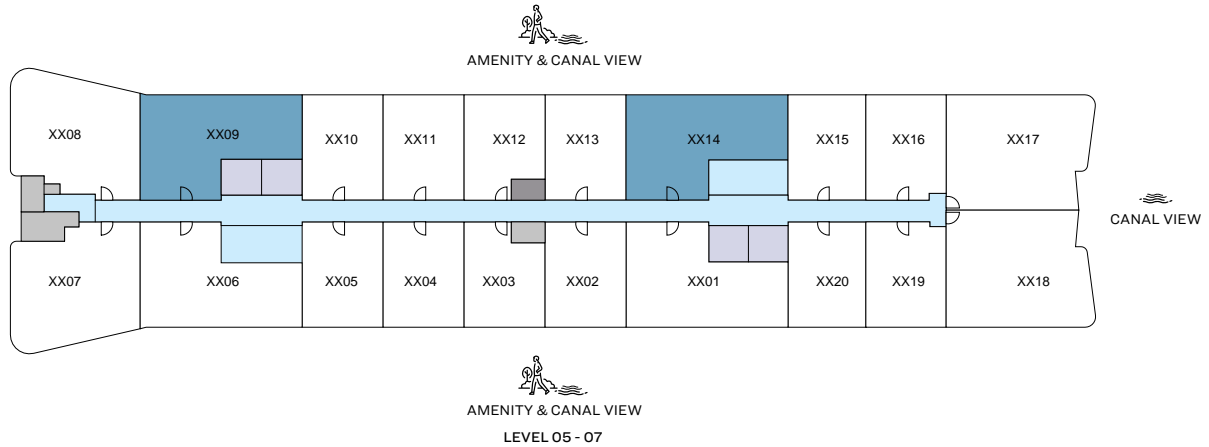 AMENITY & CANAL VIEW
XX08
XX09
XX10
XX11
XX12
XX13
XX14
XX15
XX16
XX17
CANAL VIEW
XX07
XX06
XX05
XX04
XX03
XX02
XX01
XX20
XX19
XX18
AMENITY & CANAL VIEW
LEVEL 05 - 07